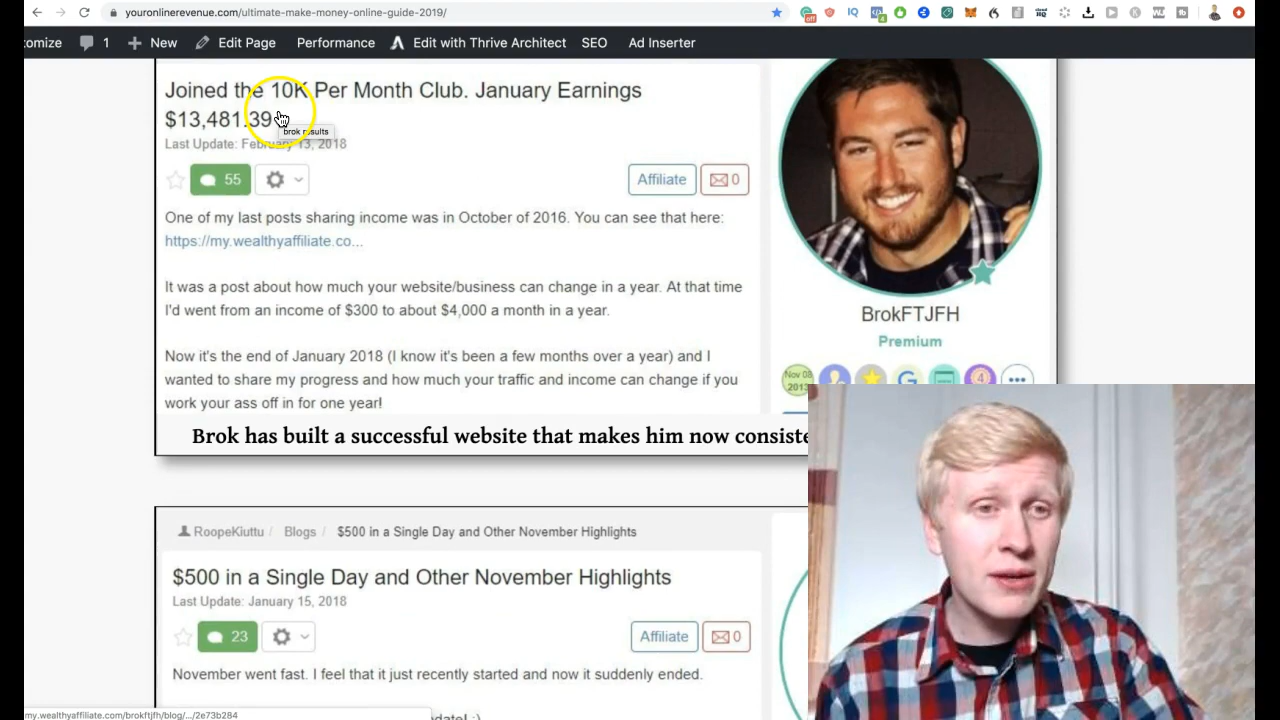 youronlinerevenue.com/ultimate-make-money-online-guide-2019/
omize 1 New Edit Page Performance Edit with Thrive Architect SEO Ad Inserter
Joined the 10K Per Month Club. January Earnings
$13,481.39
brok results
Last Update: February 13, 2018
55
Affiliate 0
One of my last posts sharing income was in October of 2016. You can see that here:
https://my.wealthyaffiliate.co...
It was a post about how much your website/business can change in a year. At that time
I'd went from an income of $300 to about $4,000 a month in a year.
Now it's the end of January 2018 (I know it's been a few months over a year) and I
wanted to share my progress and how much your traffic and income can change if you
work your ass off in for one year!
BrokFTJFH
Premium
Nov 08
2013
Brok has built a successful website that makes him now consiste
RoopeKiuttu / Blogs / $500 in a Single Day and Other November Highlights
$500 in a Single Day and Other November Highlights
Last Update: January 15, 2018
23
Affiliate 0
November went fast. I feel that it just recently started and now it suddenly ended.
my.wealthyaffiliate.com/brokftjfh/blog/.../2e73b284